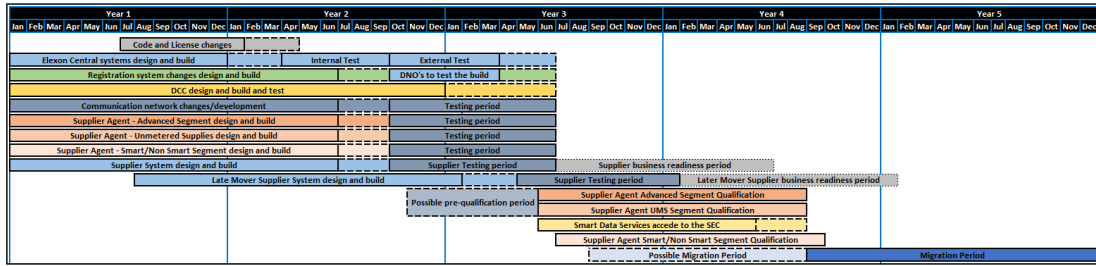 Year 1 Year 2 Year 3 Year 4 Year 5
Jan Feb Mar Apr May Jun Jul Aug Sep Oct Nov Dec Jan Feb Mar Apr May Jun Jul Aug Sep Oct Nov Dec Jan Feb Mar Apr May Jun Jul Aug Sep Oct Nov Dec Jan Feb Mar Apr May Jun Jul Aug Sep Oct Nov Dec Jan Feb Mar Apr May Jun Jul Aug Sep Oct Nov Dec
Code and License changes
Elexon Central systems design and build Internal Test External Test
Registration system changes design and build DNO's to test the build
DCC design and build and test
Communication network changes/development Testing period
Supplier Agent - Advanced Segment design and build Testing period
Supplier Agent - Unmetered Supplies design and build Testing period
Supplier Agent - Smart/Non Smart Segment design and build Testing period
Supplier System design and build Supplier Testing period Supplier business readiness period
Late Mover Supplier System design and build Supplier Testing period Later Mover Supplier business readiness period
Possible pre-qualification period Supplier Agent Advanced Segment Qualification
Supplier Agent UMS Segment Qualification
Smart Data Services accede to the SEC
Supplier Agent Smart/Non Smart Segment Qualification
Possible Migration Period Migration Period